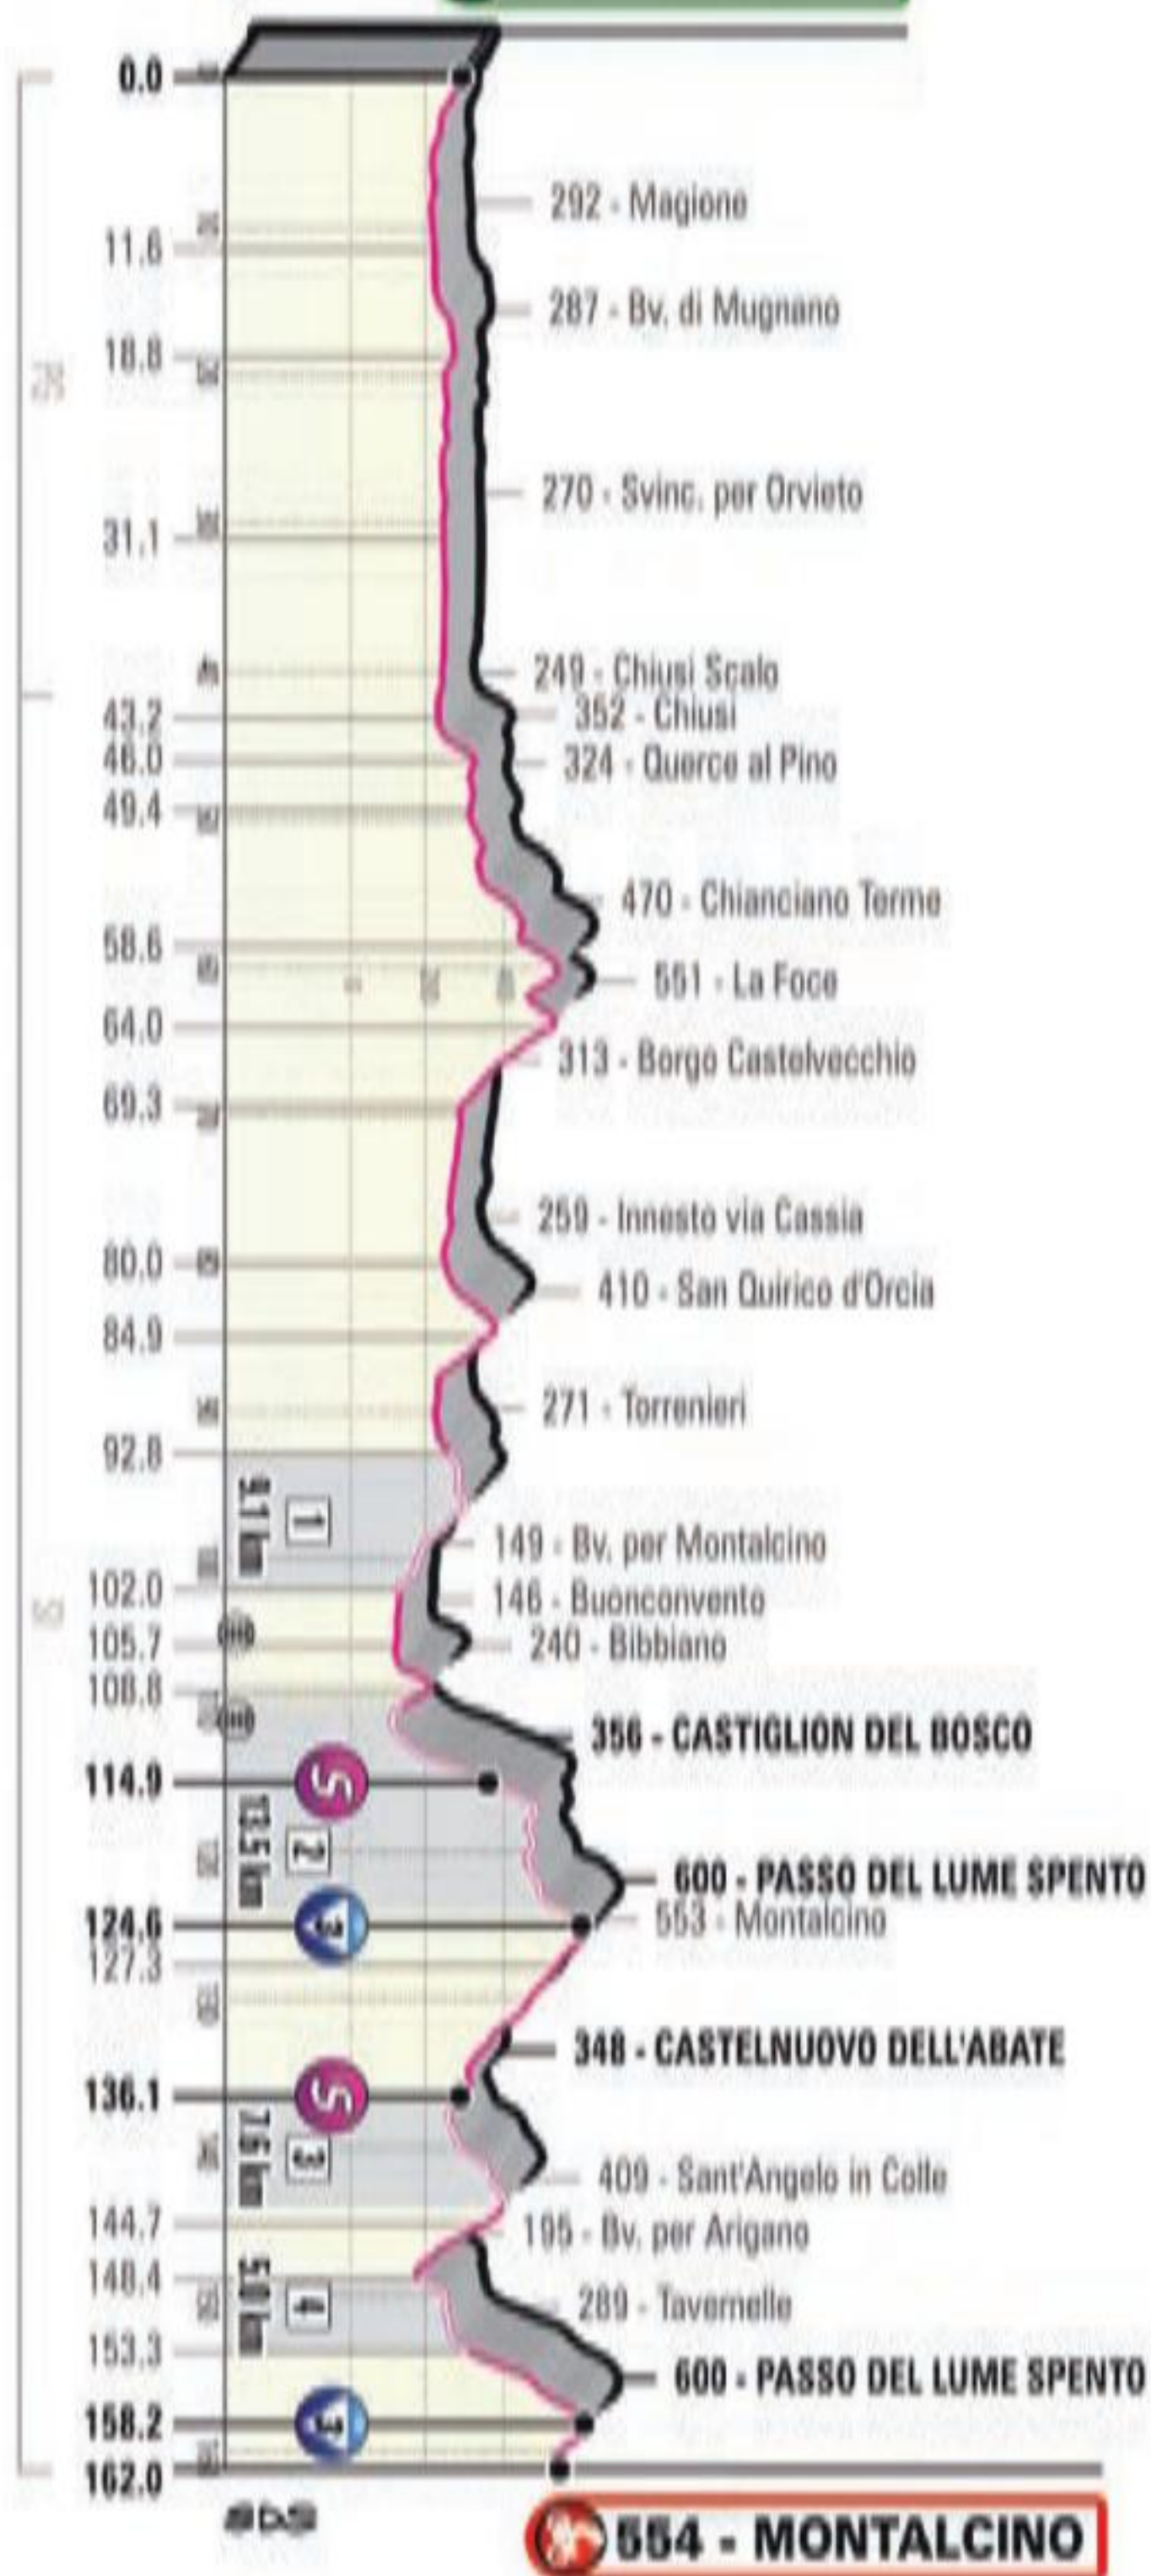 0.0
292 - Magione
11.6
287 - Bv. di Mugnano
18.8
270 - Svinc. per Orvieto
31.1
249 - Chiusi Scalo
43.2
352 - Chiusi
46.0
324 - Querce al Pino
49.4
470 - Chianciano Terme
58.6
551 - La Foce
64.0
313 - Borgo Castelvecchio
69.3
259 - Innesto via Cassia
80.0
410 - San Quirico d'Orcia
84.9
271 - Torrenieri
92.8
9.1 km
1
149 - Bv. per Montalcino
102.0
146 - Buonconvento
105.7
240 - Bibbiano
108.8
356 - CASTIGLION DEL BOSCO
114.9
S
13.5 km
2
600 - PASSO DEL LUME SPENTO
124.6
3
553 - Montalcino
127.3
348 - CASTELNUOVO DELL'ABATE
136.1
S
7.6 km
3
409 - Sant'Angelo in Colle
144.7
195 - Bv. per Arigano
148.4
5.0 km
4
289 - Tavernelle
153.3
600 - PASSO DEL LUME SPENTO
158.2
3
162.0
554 - MONTALCINO